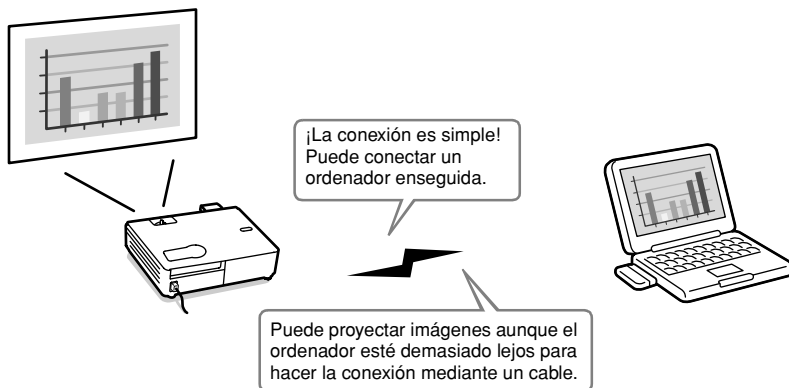 ¡La conexión es simple!
Puede conectar un
ordenador enseguida.
Puede proyectar imágenes aunque el
ordenador esté demasiado lejos para
hacer la conexión mediante un cable.